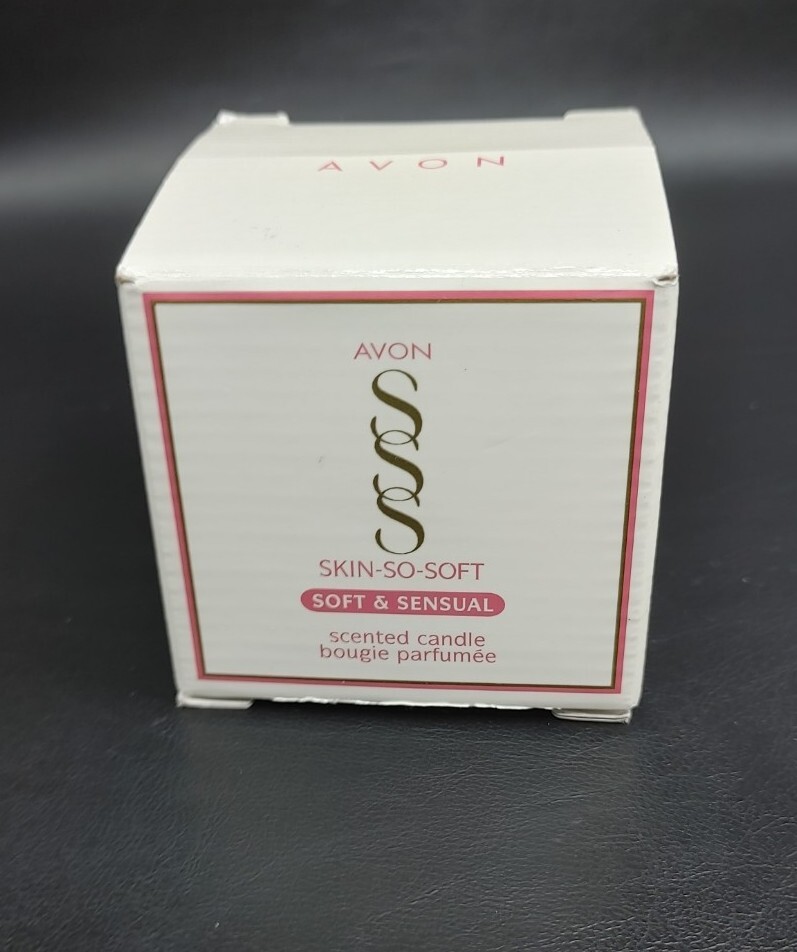 AVON
AVON
SSS
SKIN-SO-SOFT
SOFT & SENSUAL
scented candle
bougie parfumée